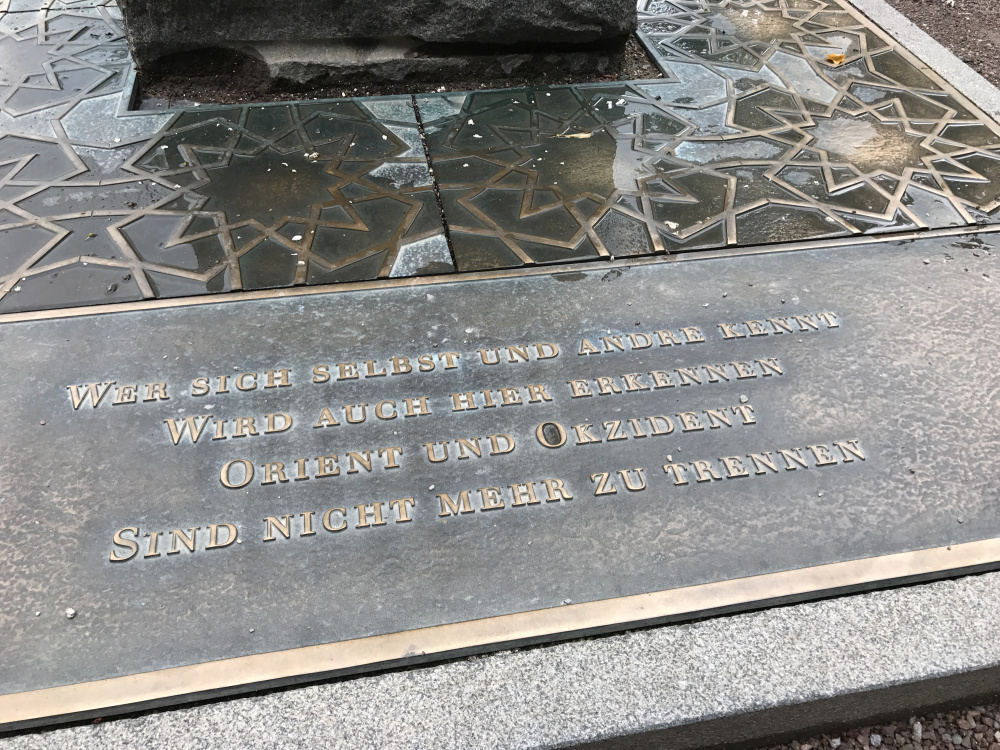 WER SICH SELBST UND ANDRE KENNT
WIRD AUCH HIER ERKENNEN
ORIENT UND OKZIDENT
SIND NICHT MEHR ZU TRENNEN